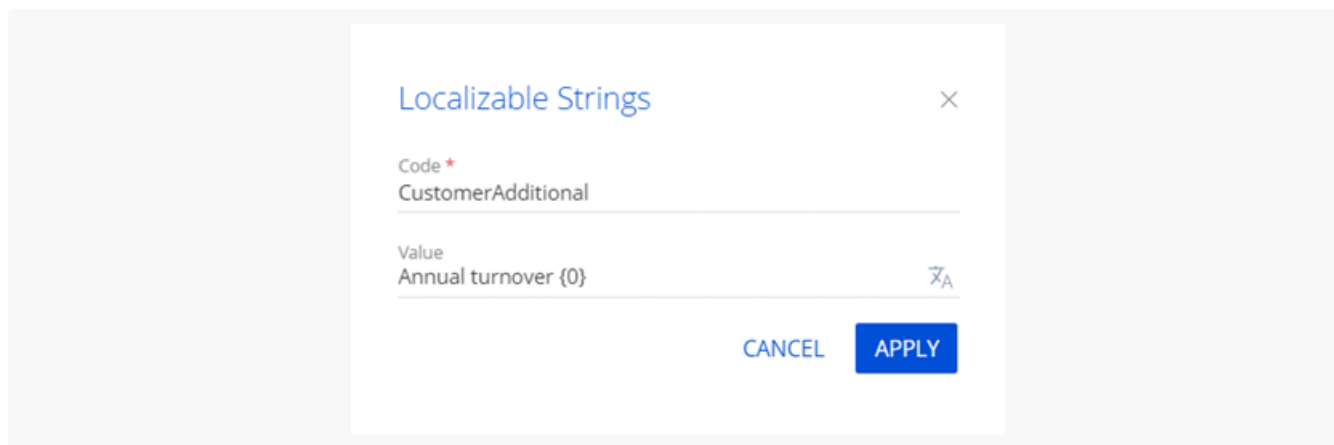 Localizable Strings
Code *
CustomerAdditional
Value
Annual turnover {0}
CANCEL APPLY